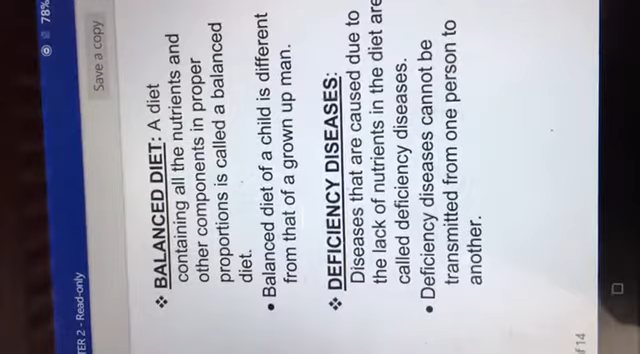 78%
TER 2 - Read-only
Save a copy
❖ BALANCED DIET: A diet
containing all the nutrients and
other components in proper
proportions is called a balanced
diet.
• Balanced diet of a child is different
from that of a grown up man.
❖ DEFICIENCY DISEASES:
Diseases that are caused due to
the lack of nutrients in the diet are
called deficiency diseases.
• Deficiency diseases cannot be
transmitted from one person to
another.
of 14